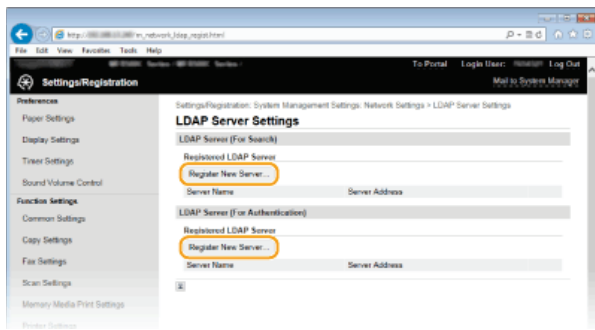 http://
m_network_ldap_regist.html
File Edit View Favorites Tools Help
To Portal Login User: Log Out
Settings/Registration
Mail to System Manager
Preferences
Paper Settings
Display Settings
Timer Settings
Sound Volume Control
Function Settings
Common Settings
Copy Settings
Fax Settings
Scan Settings
Memory Media Print Settings
Printer Settings
Settings/Registration: System Management Settings: Network Settings > LDAP Server Settings
LDAP Server Settings
LDAP Server (For Search)
Registered LDAP Server
Register New Server...
Server Name Server Address
LDAP Server (For Authentication)
Registered LDAP Server
Register New Server...
Server Name Server Address